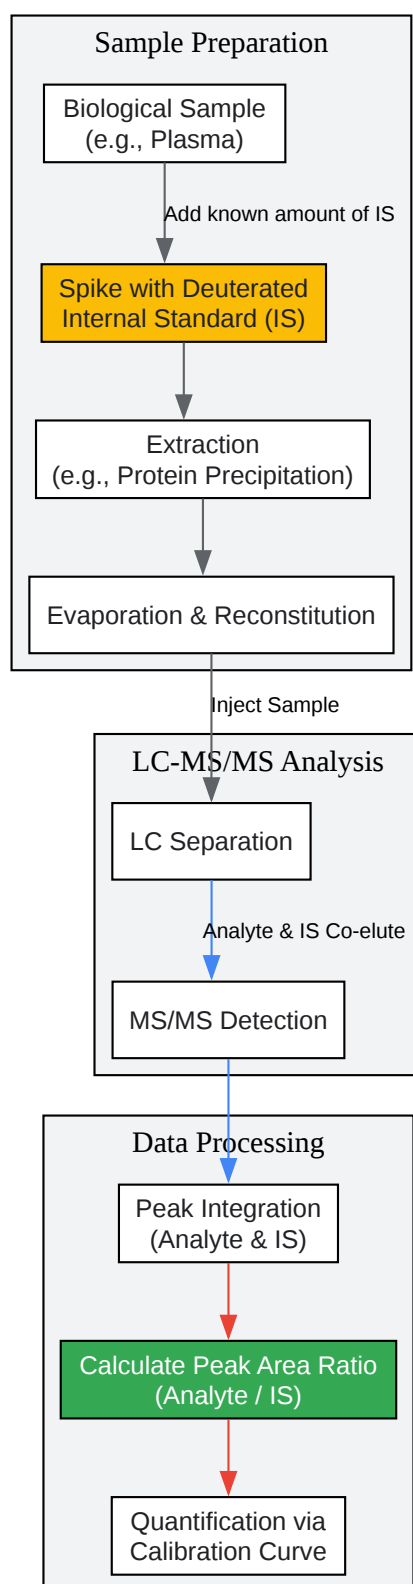 Sample Preparation
Biological Sample
(e.g., Plasma)
Add known amount of IS
Spike with Deuterated
Internal Standard (IS)
Extraction
(e.g., Protein Precipitation)
Evaporation & Reconstitution
Inject Sample
LC-MS/MS Analysis
LC Separation
Analyte & IS Co-elute
MS/MS Detection
Data Processing
Peak Integration
(Analyte & IS)
Calculate Peak Area Ratio
(Analyte / IS)
Quantification via
Calibration Curve